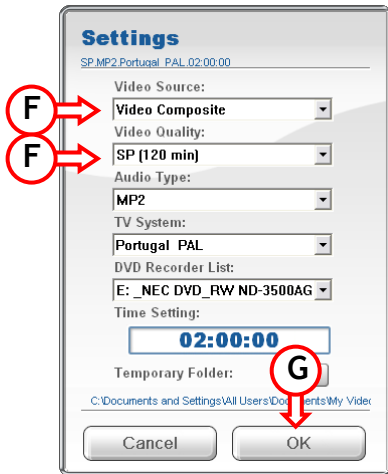 Settings
SP.MP2.Portugal PAL.02:00:00
Video Source:
F
Video Composite
Video Quality:
F
SP (120 min)
Audio Type:
MP2
TV System:
Portugal PAL
DVD Recorder List:
E: _NEC DVD_RW ND-3500AG
Time Setting:
02:00:00
Temporary Folder:
G
C:\Documents and Settings\All Users\Documents\My Video
Cancel
OK